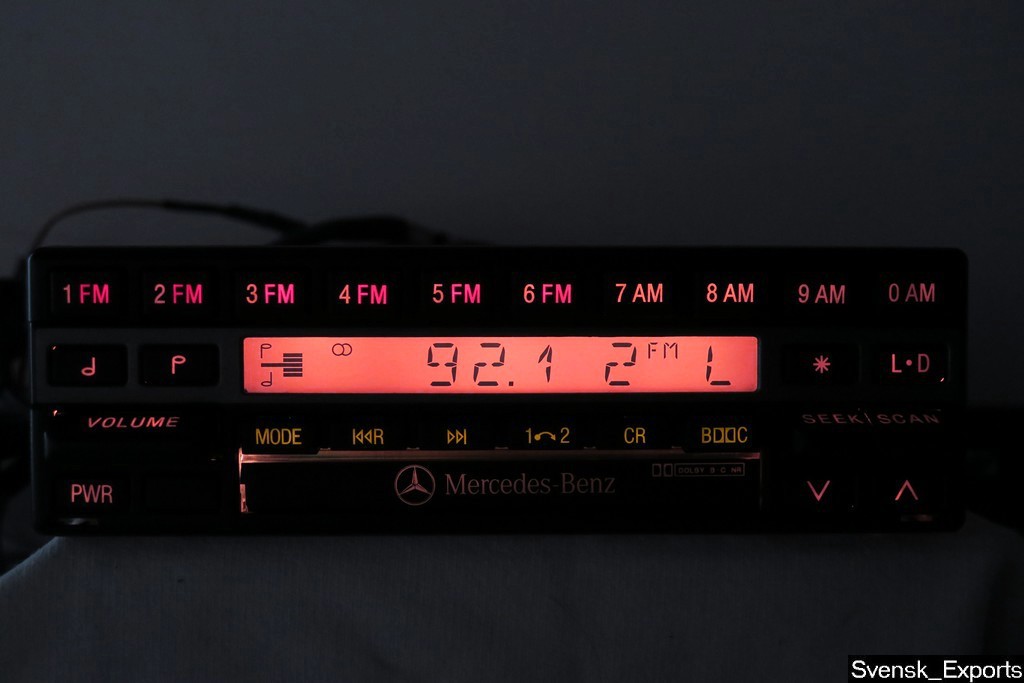 1 FM 2 FM 3 FM 4 FM 5 FM 6 FM 7 AM 8 AM 9 AM 0 AM
92.1 2 FM L
L•D
VOLUME
SEEK/SCAN
MODE ◁◁R ▷▷ 1 2 CR B C
PWR
Mercedes-Benz
DOLBY B C NR
Svensk_Exports